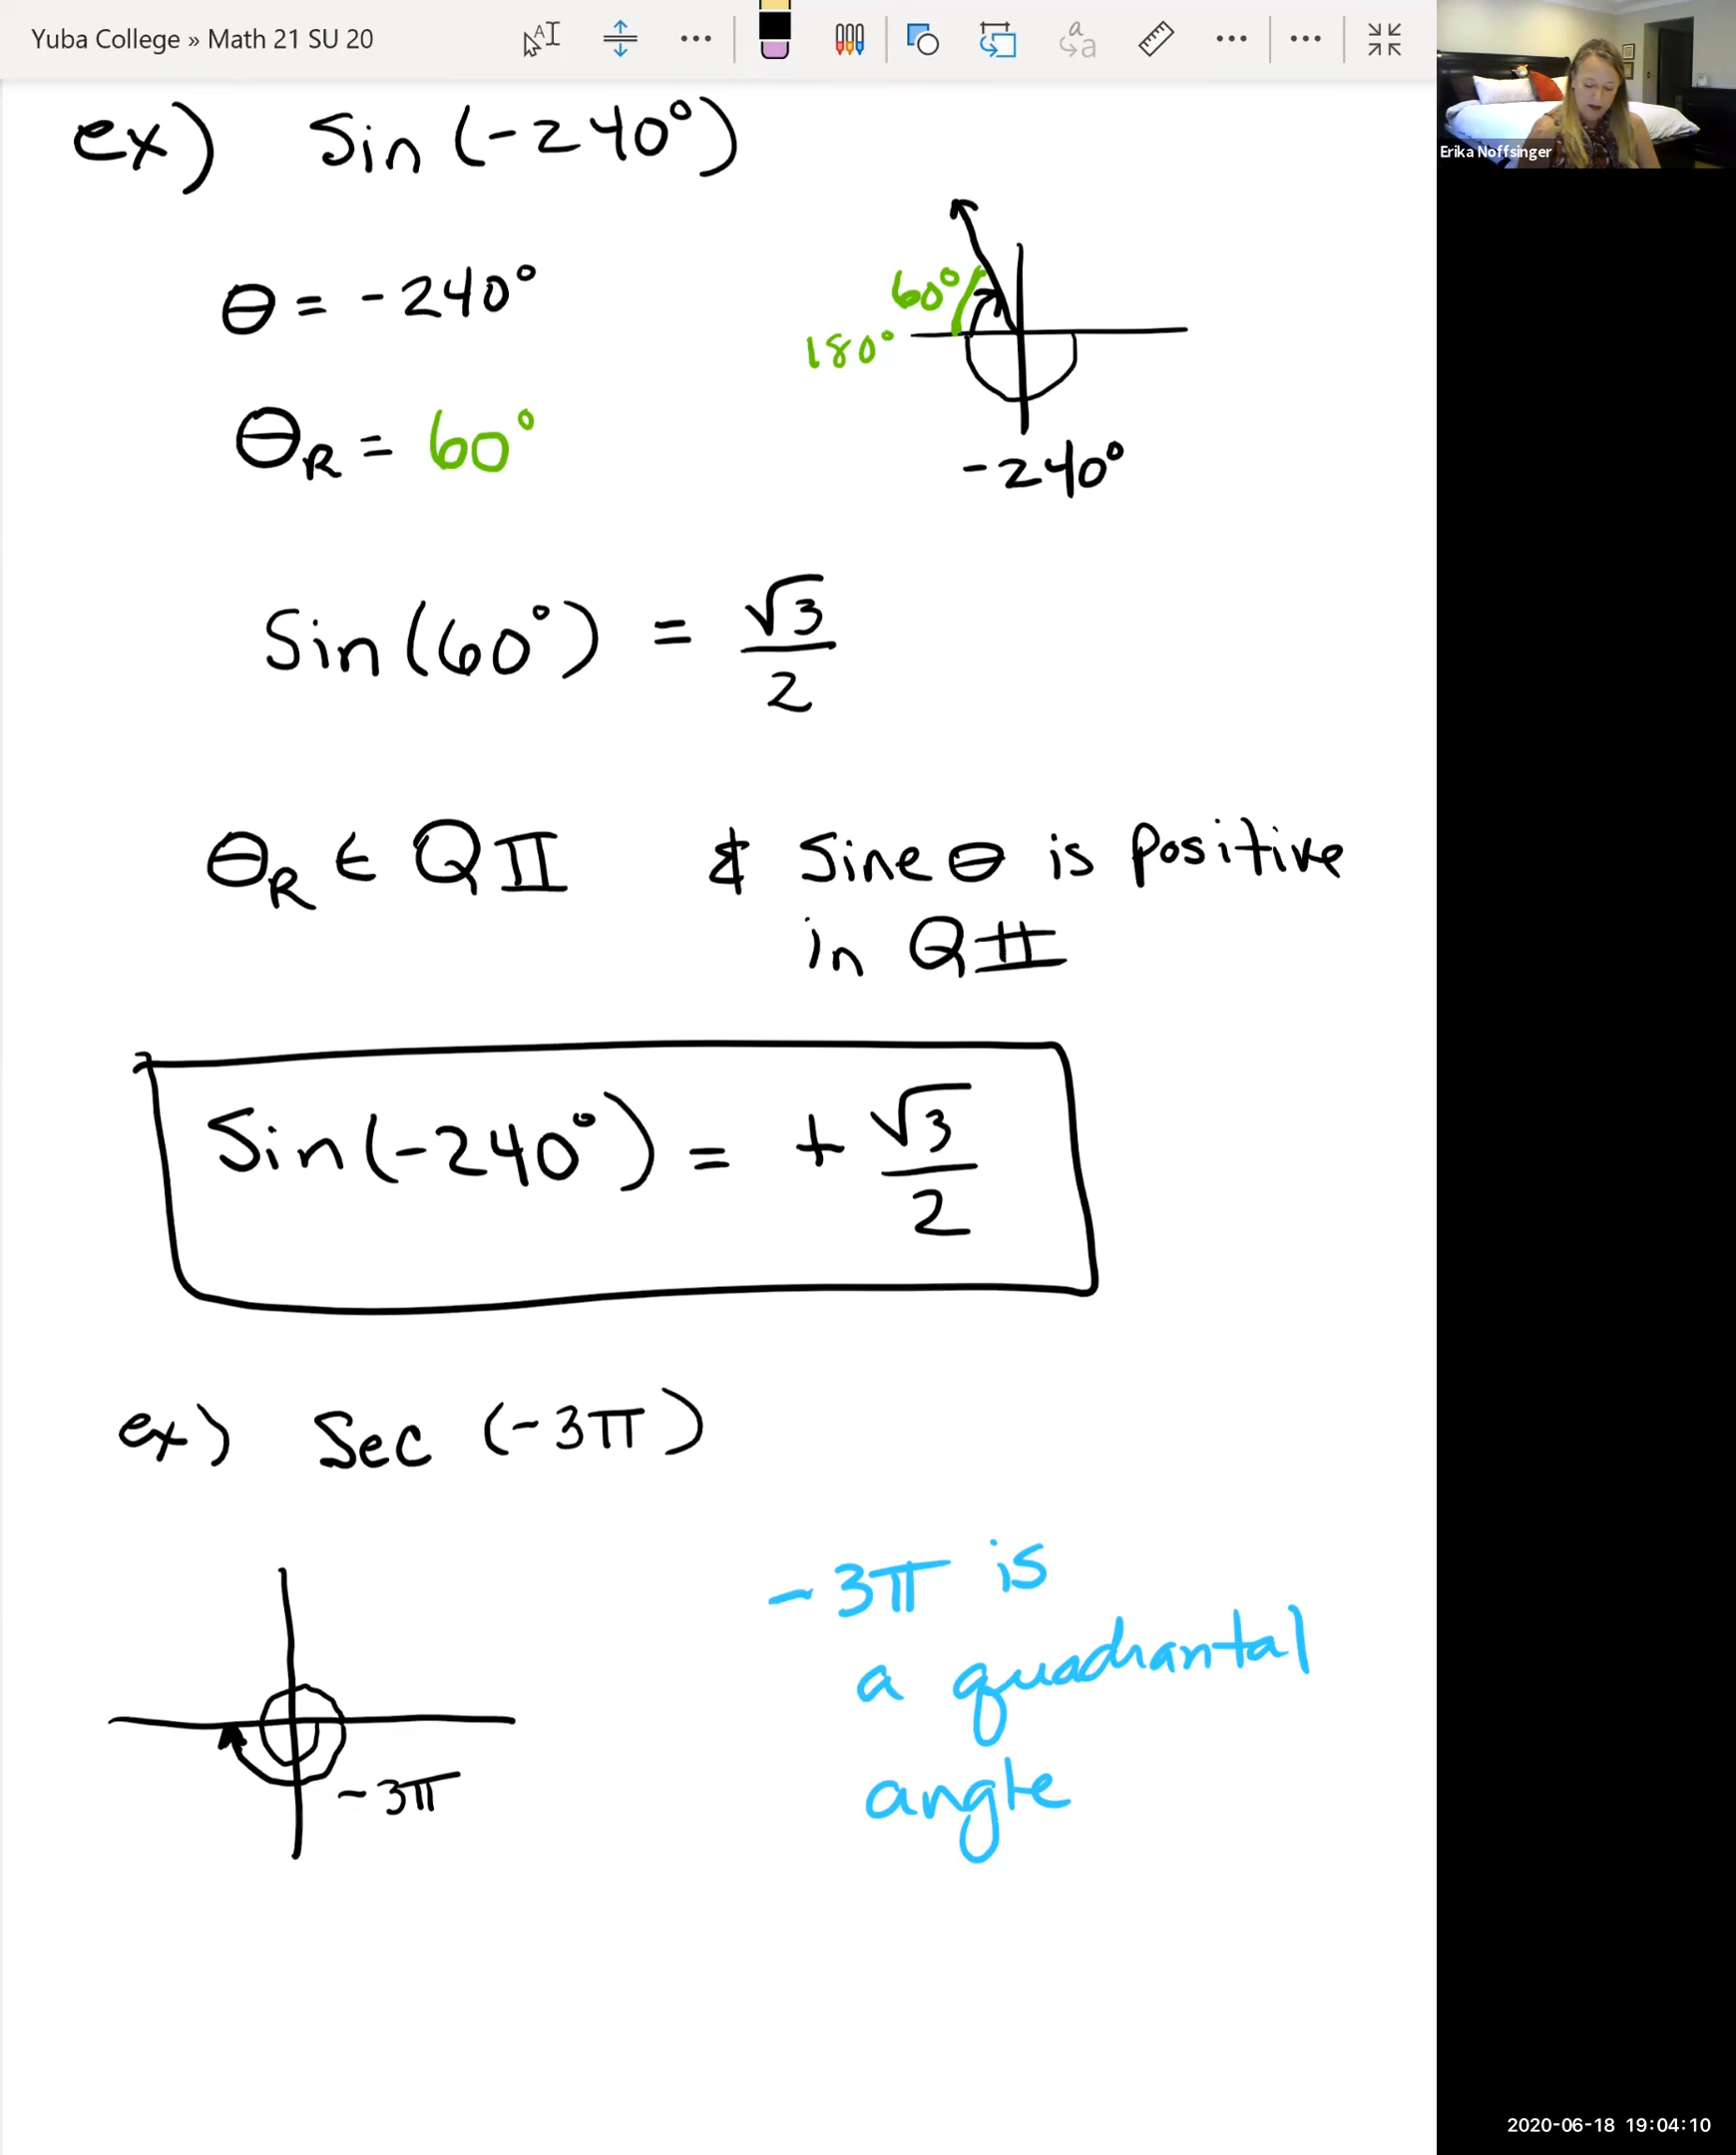 Yuba College » Math 21 SU 20
Erika Noffsinger
ex) Sin (-240°)
θ = -240°
60°
180°
θR = 60°
-240°
Sin(60°) = √3/2
θR ∈ QII & Sine θ is positive
in QII
Sin(-240°) = + √3/2
ex) Sec (-3π)
-3π is
a quadrantal
angle
-3π
2020-06-18 19:04:10